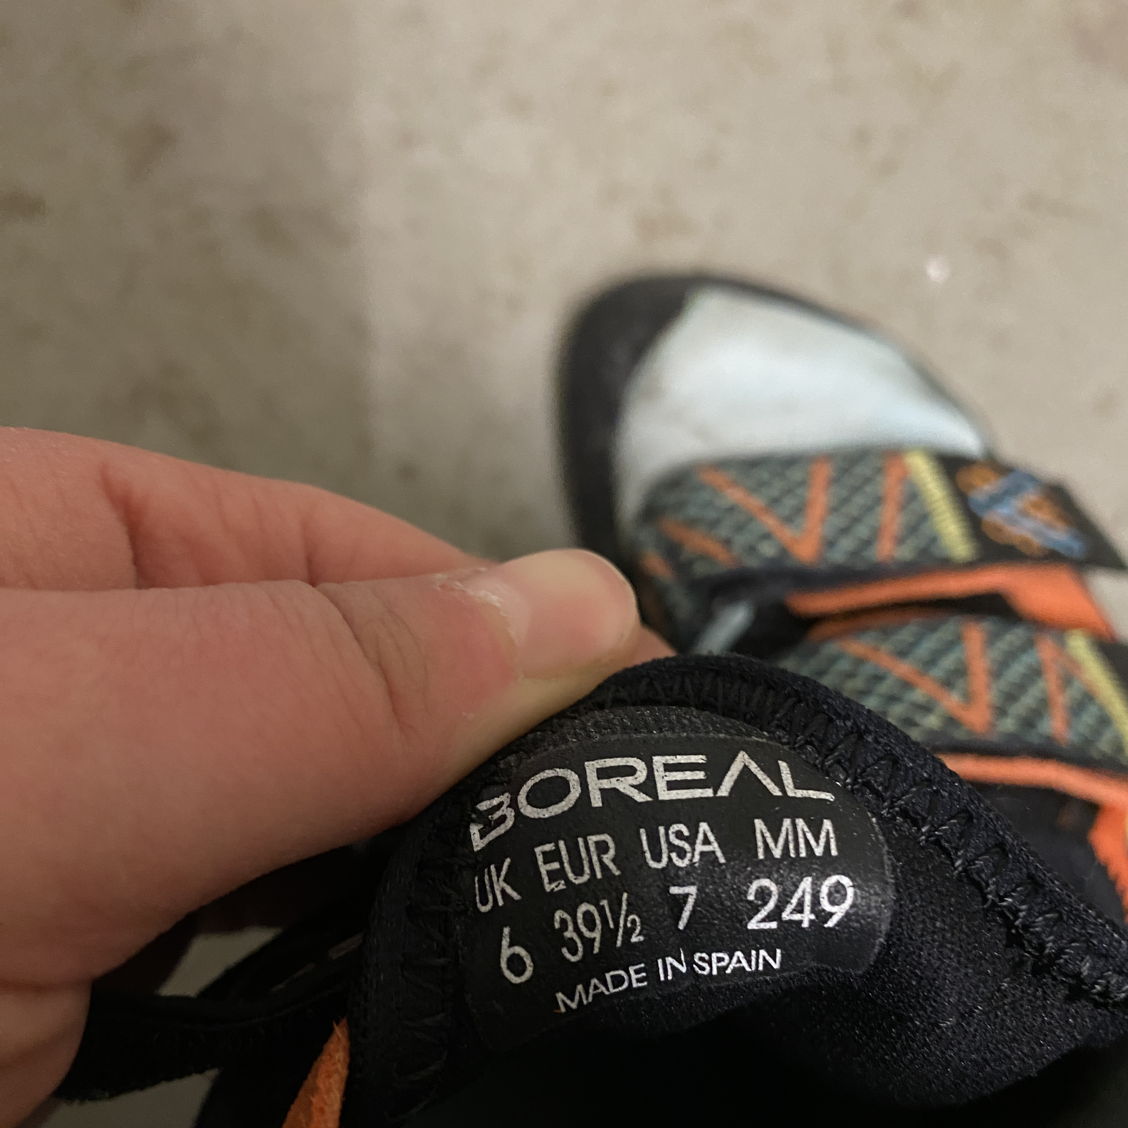 BOREAL
UK EUR USA MM
6 39½ 7 249
MADE IN SPAIN